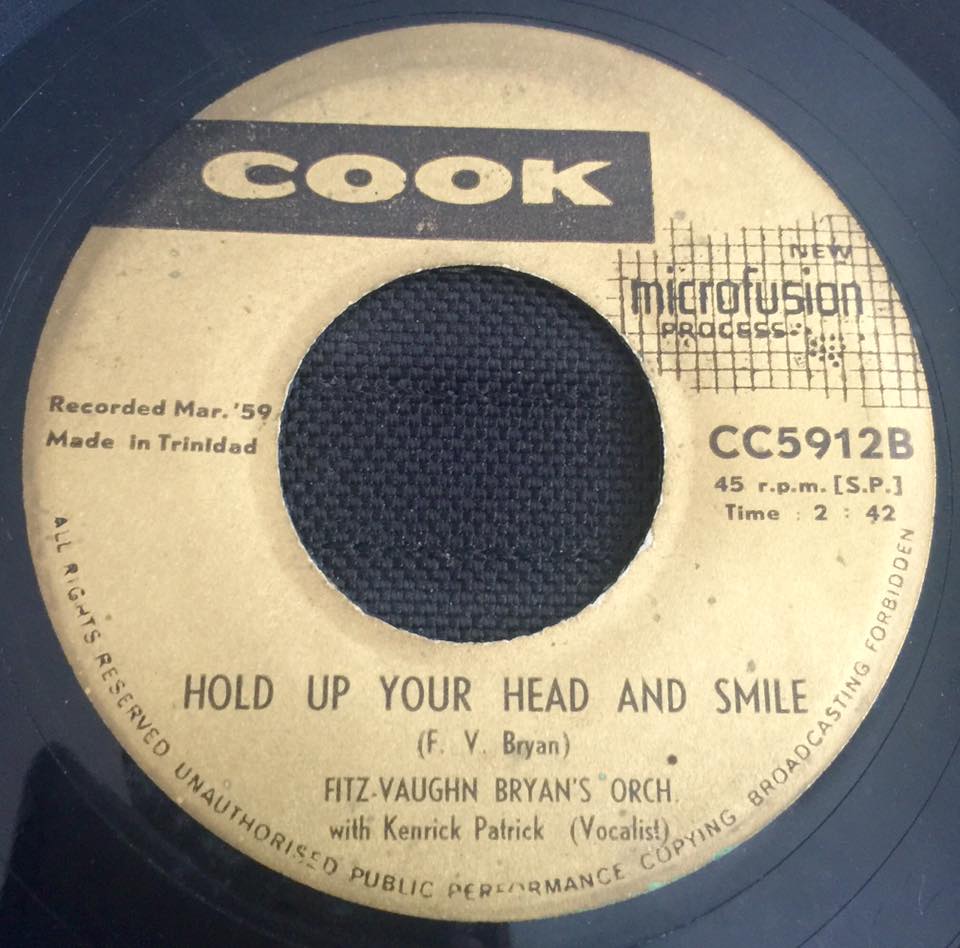 COOK
NEW
microfusion
PROCESS
Recorded Mar. '59
Made in Trinidad
CC5912B
45 r.p.m. [S.P.]
Time : 2 : 42
HOLD UP YOUR HEAD AND SMILE
(F. V. Bryan)
FITZ-VAUGHN BRYAN'S ORCH.
with Kenrick Patrick (Vocalist)
ALL RIGHTS RESERVED UNAUTHORISED PUBLIC PERFORMANCE COPYING BROADCASTING FORBIDDEN